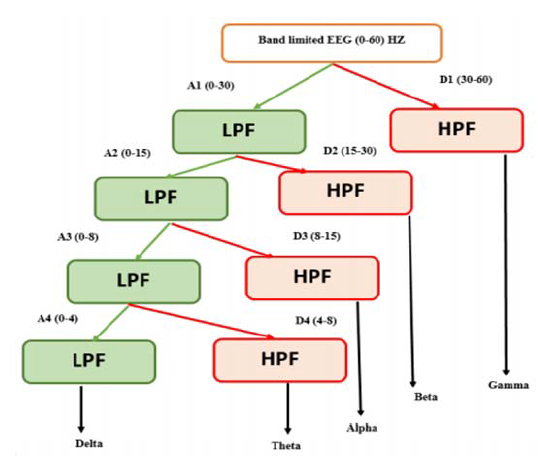 Band limited EEG (0-60) HZ
A1 (0-30)
D1 (30-60)
LPF
HPF
A2 (0-15)
D2 (15-30)
LPF
HPF
A3 (0-8)
D3 (8-15)
LPF
HPF
A4 (0-4)
D4 (4-8)
LPF
HPF
Gamma
Beta
Alpha
Delta
Theta